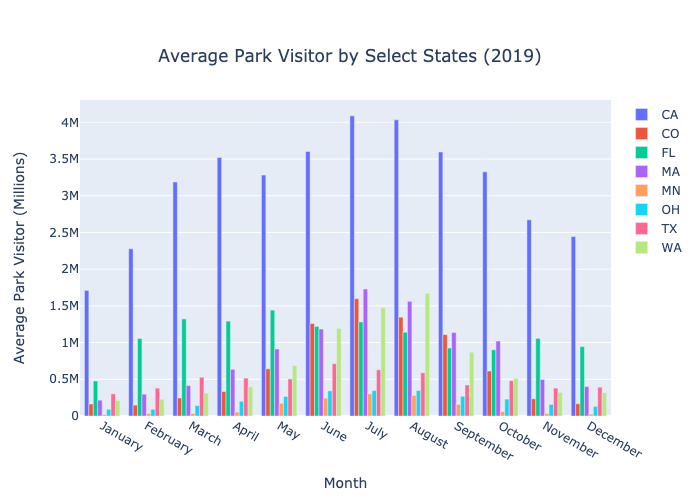 Average Park Visitor by Select States (2019)
CA
CO
FL
MA
MN
OH
TX
WA
4M
3.5M
3M
2.5M
2M
1.5M
1M
0.5M
0
Average Park Visitor (Millions)
January
February
March
April
May
June
July
August
September
October
November
December
Month